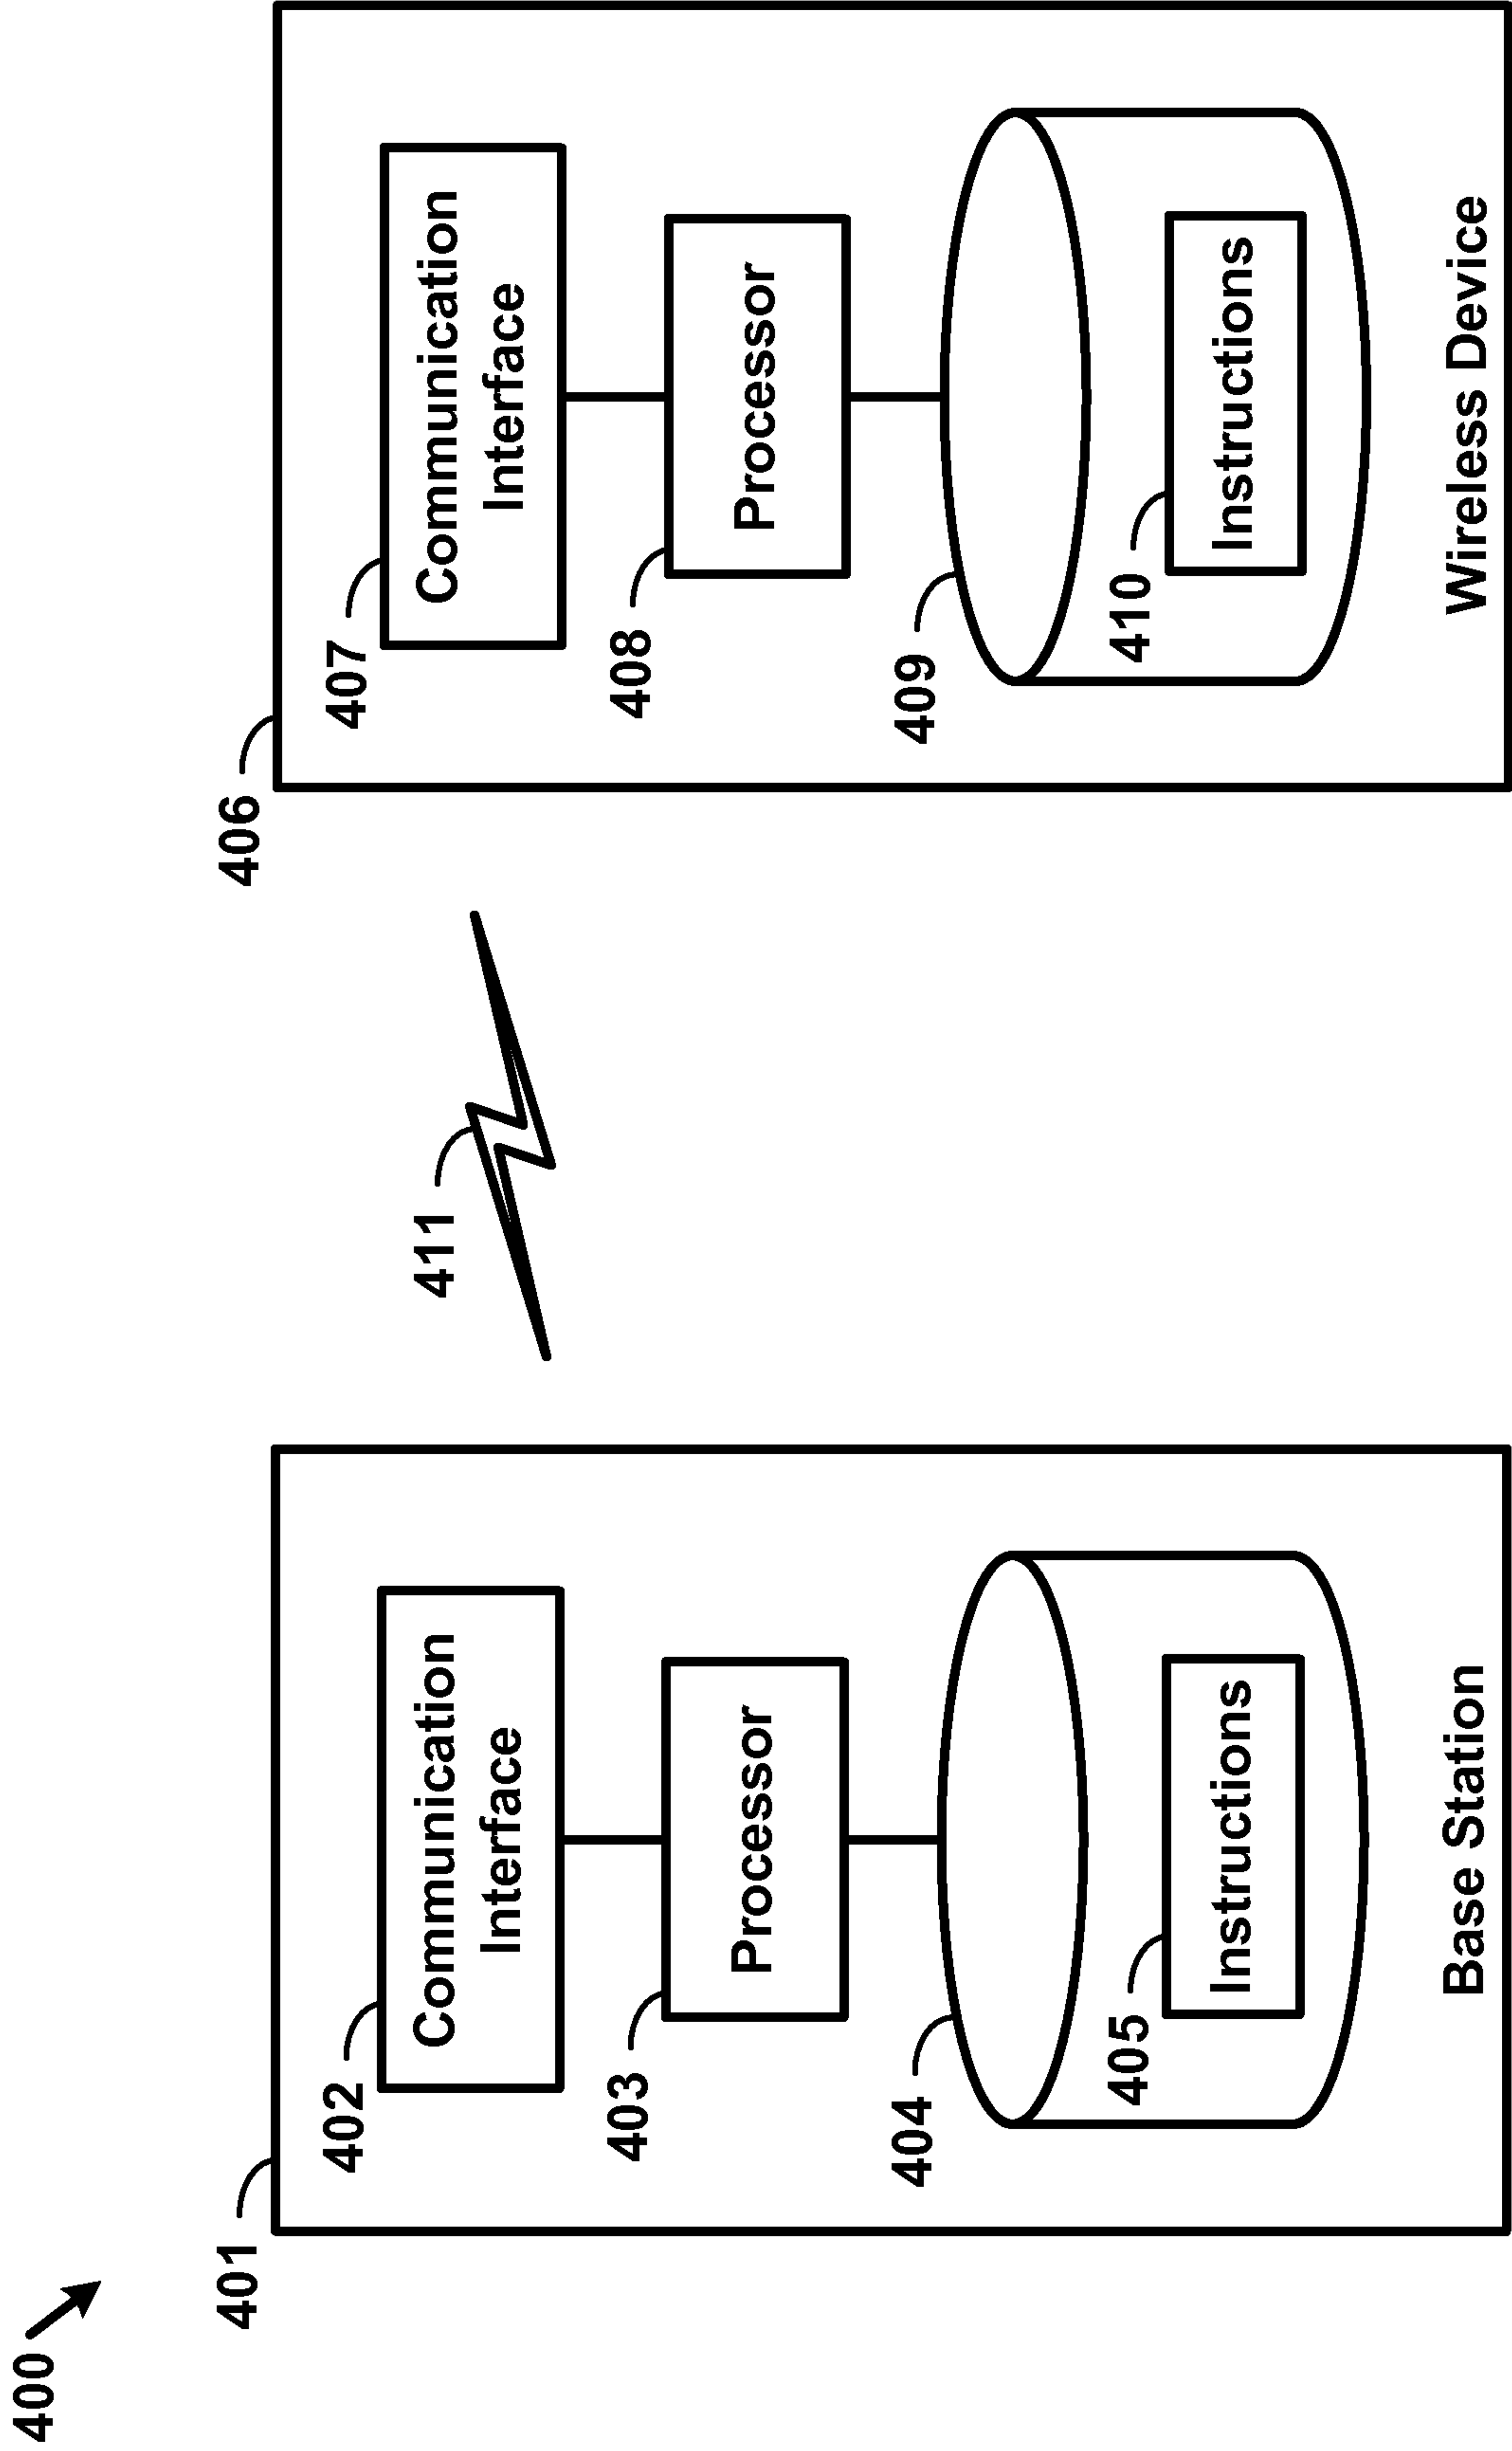 400
401
402
Communication
Interface
403
Processor
404
405
Instructions
Base Station
411
406
407
Communication
Interface
408
Processor
409
410
Instructions
Wireless Device